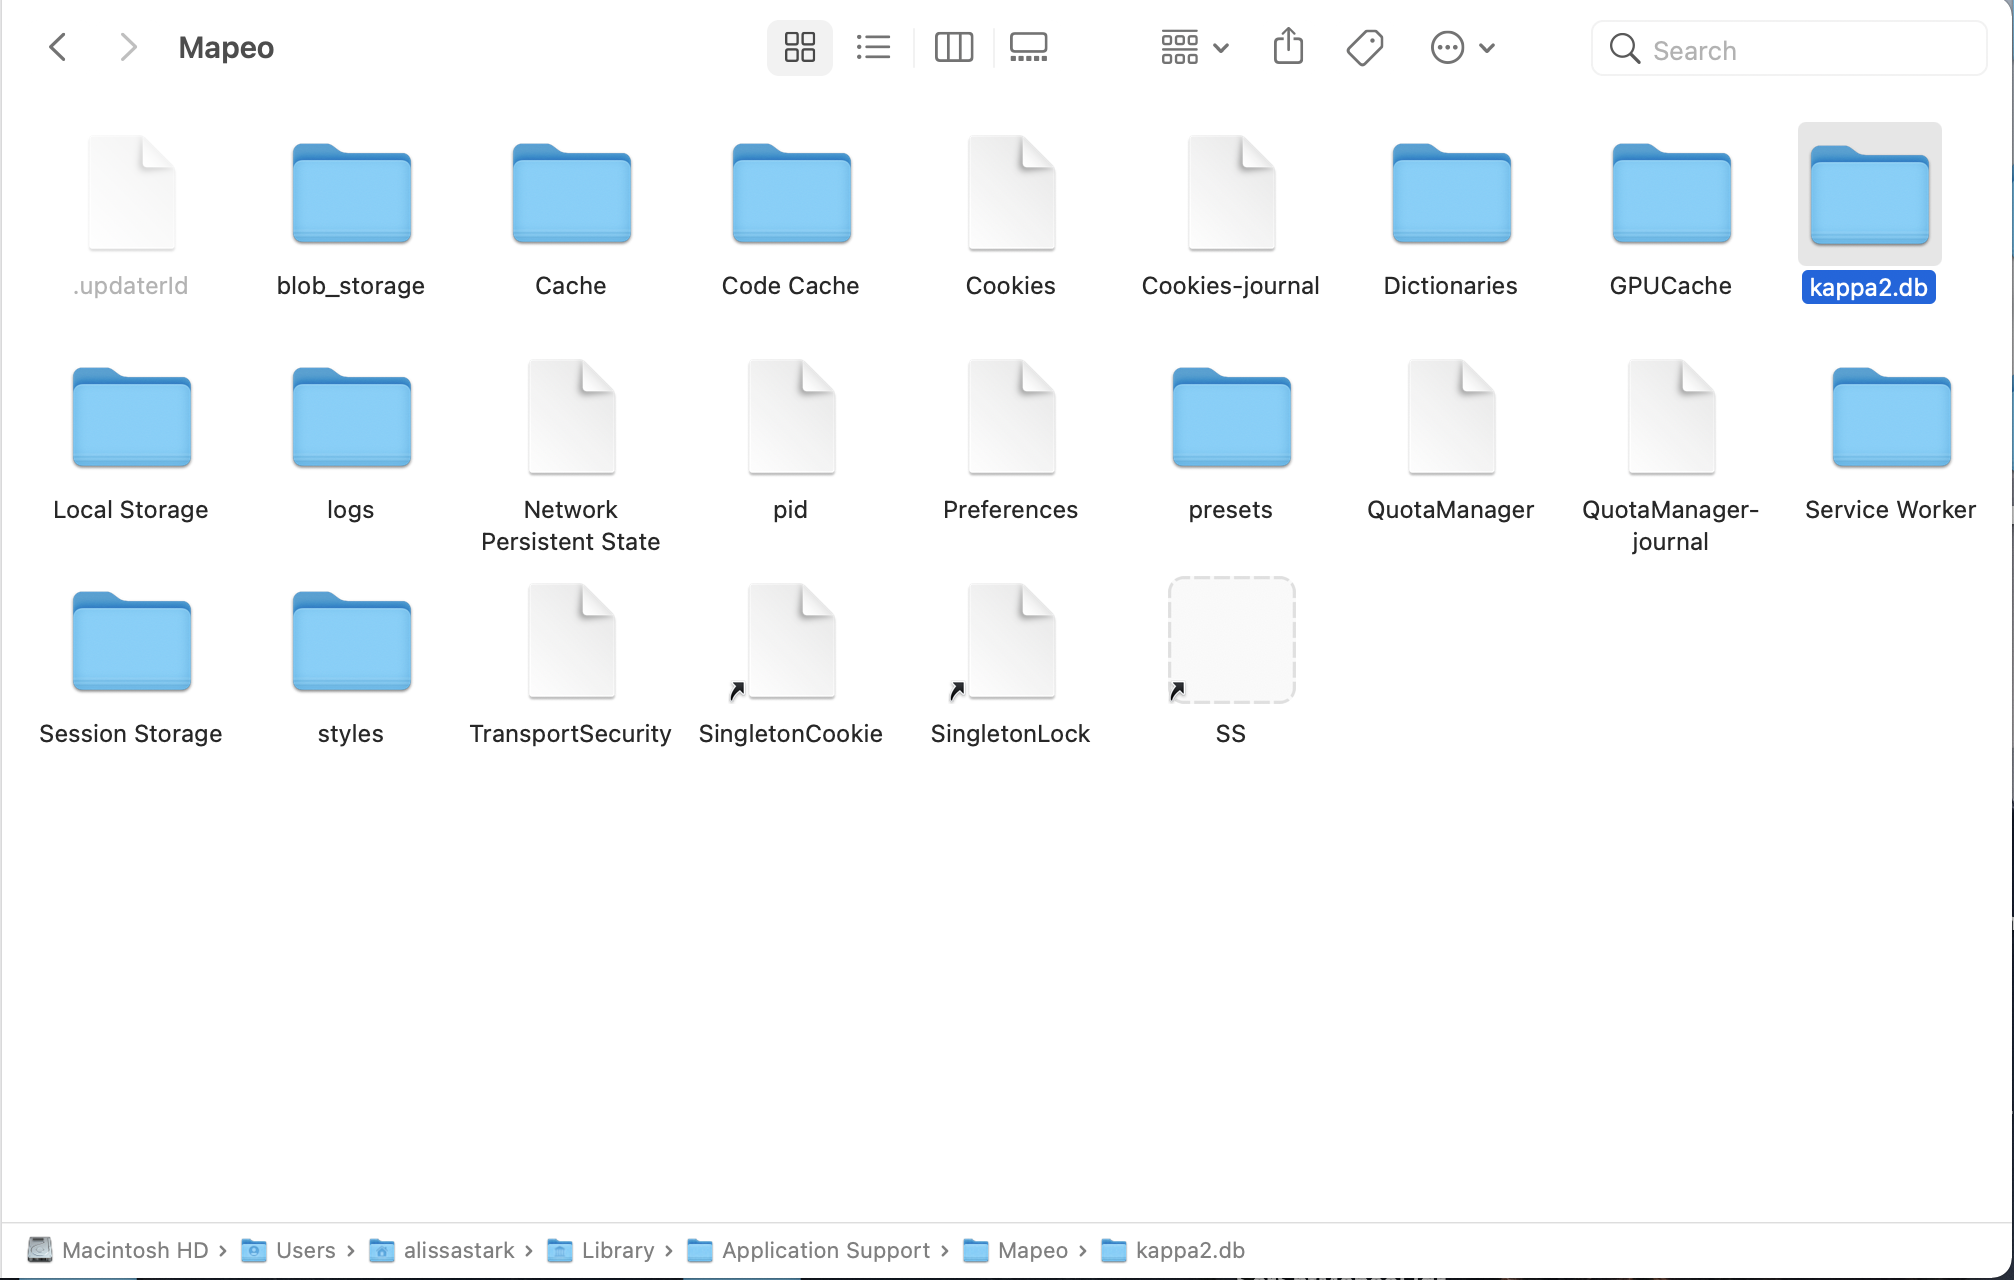 Mapeo
Search
.updaterId
blob_storage
Cache
Code Cache
Cookies
Cookies-journal
Dictionaries
GPUCache
kappa2.db
Local Storage
logs
Network
Persistent State
pid
Preferences
presets
QuotaManager
QuotaManager-
journal
Service Worker
Session Storage
styles
TransportSecurity
SingletonCookie
SingletonLock
SS
Macintosh HD › Users › alissastark › Library › Application Support › Mapeo › kappa2.db